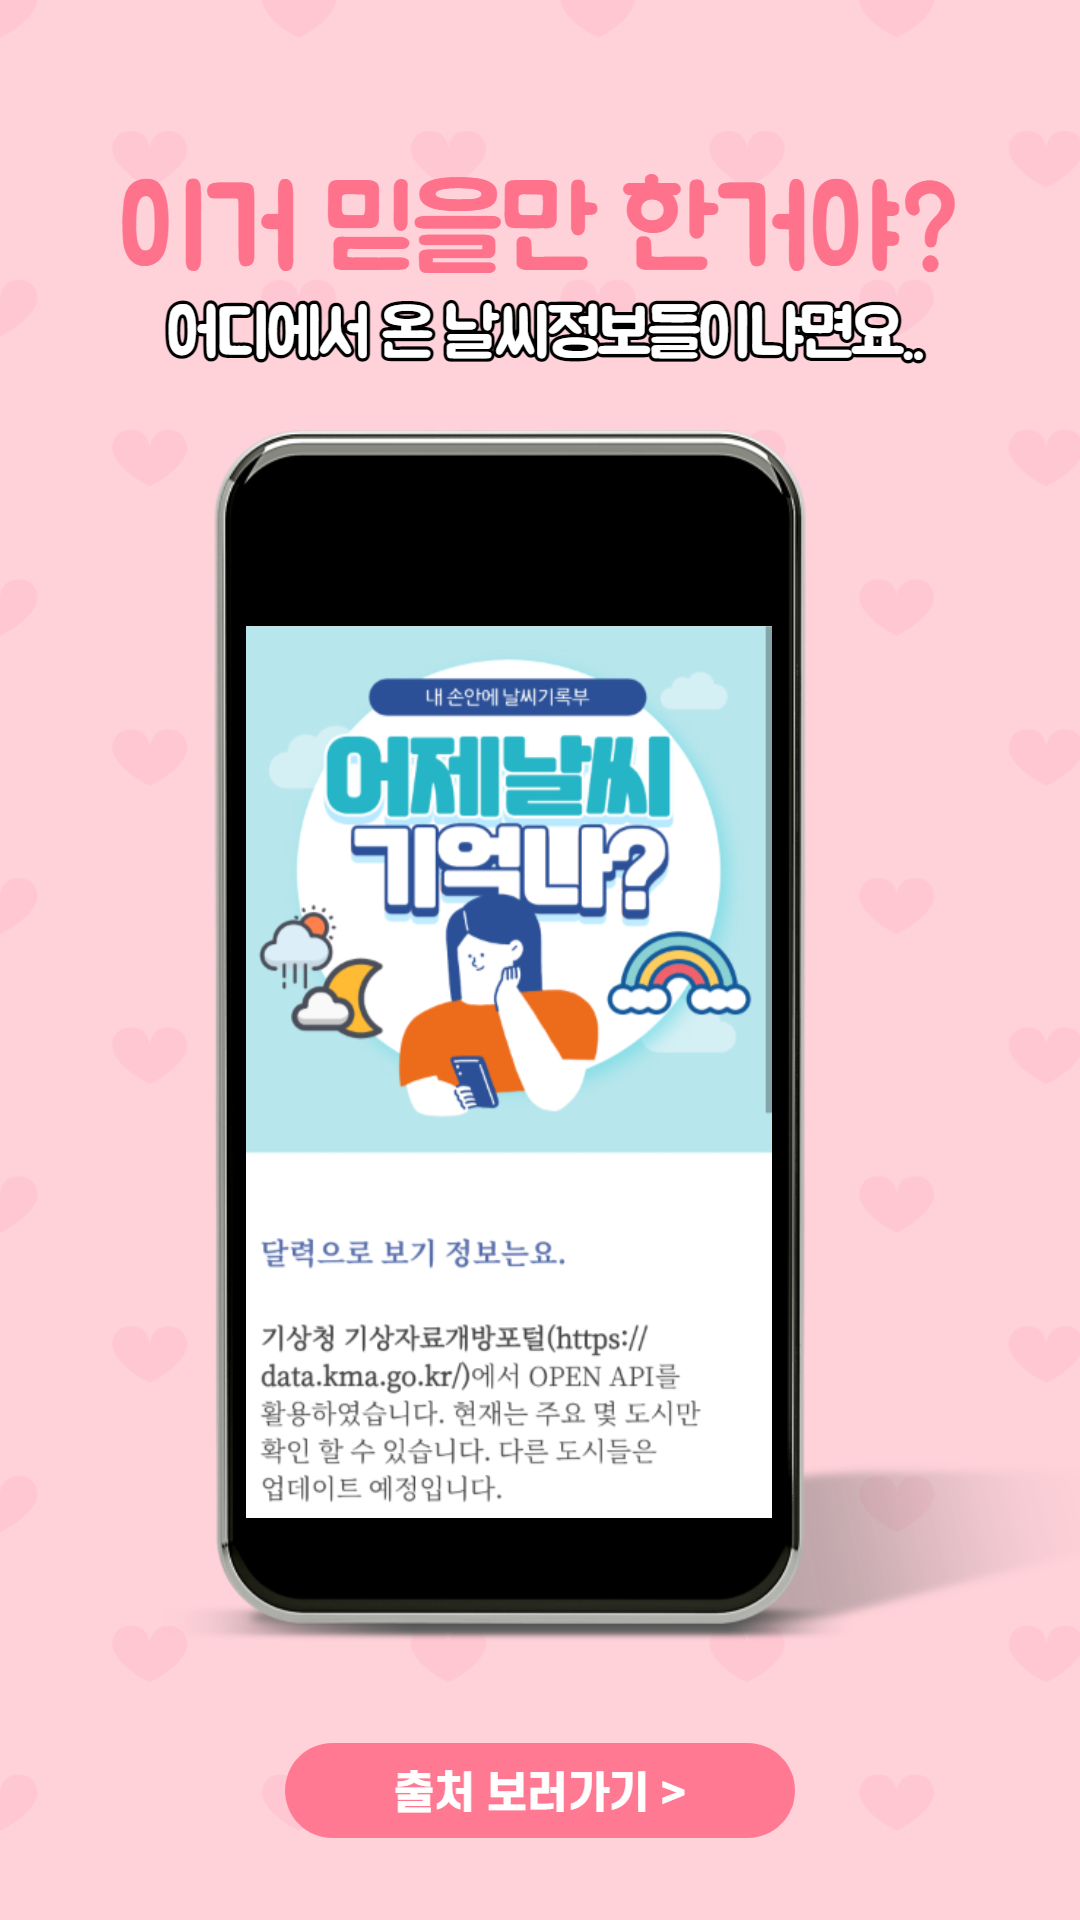 이거 믿을만 한거야?
어디에서 온 날씨정보들이냐면요..
내 손안에 날씨기록부
어제날씨
기억나?
달력으로 보기 정보는요.
기상청 기상자료개방포털(https://
data.kma.go.kr/)에서 OPEN API를
활용하였습니다. 현재는 주요 몇 도시만
확인 할 수 있습니다. 다른 도시들은
업데이트 예정입니다.
출처 보러가기 >